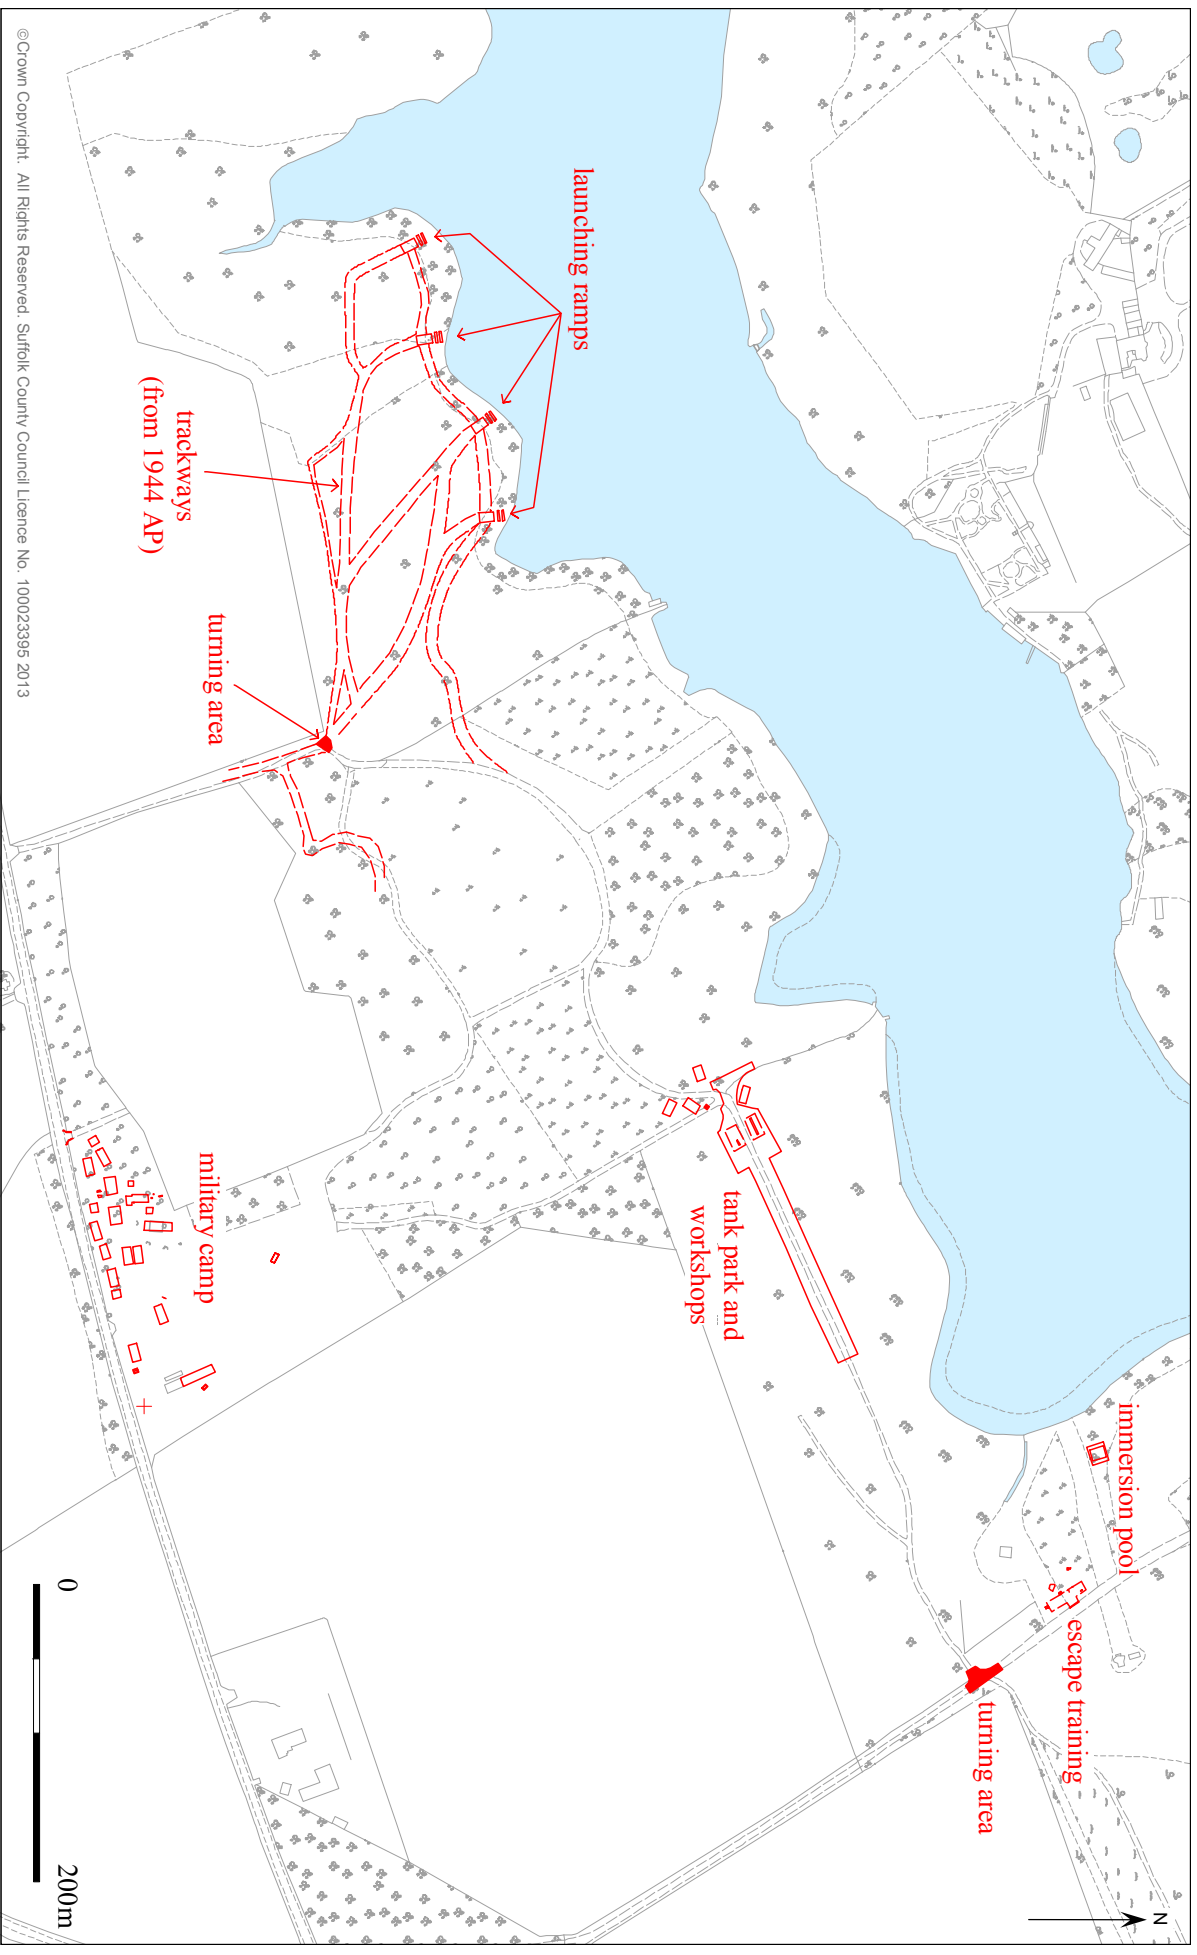 N
immersion pool
escape training
turning area
launching ramps
tank park and
workshops
trackways
(from 1944 AP)
turning area
military camp
0
200m
©Crown Copyright. All Rights Reserved. Suffolk County Council Licence No. 100023395 2013